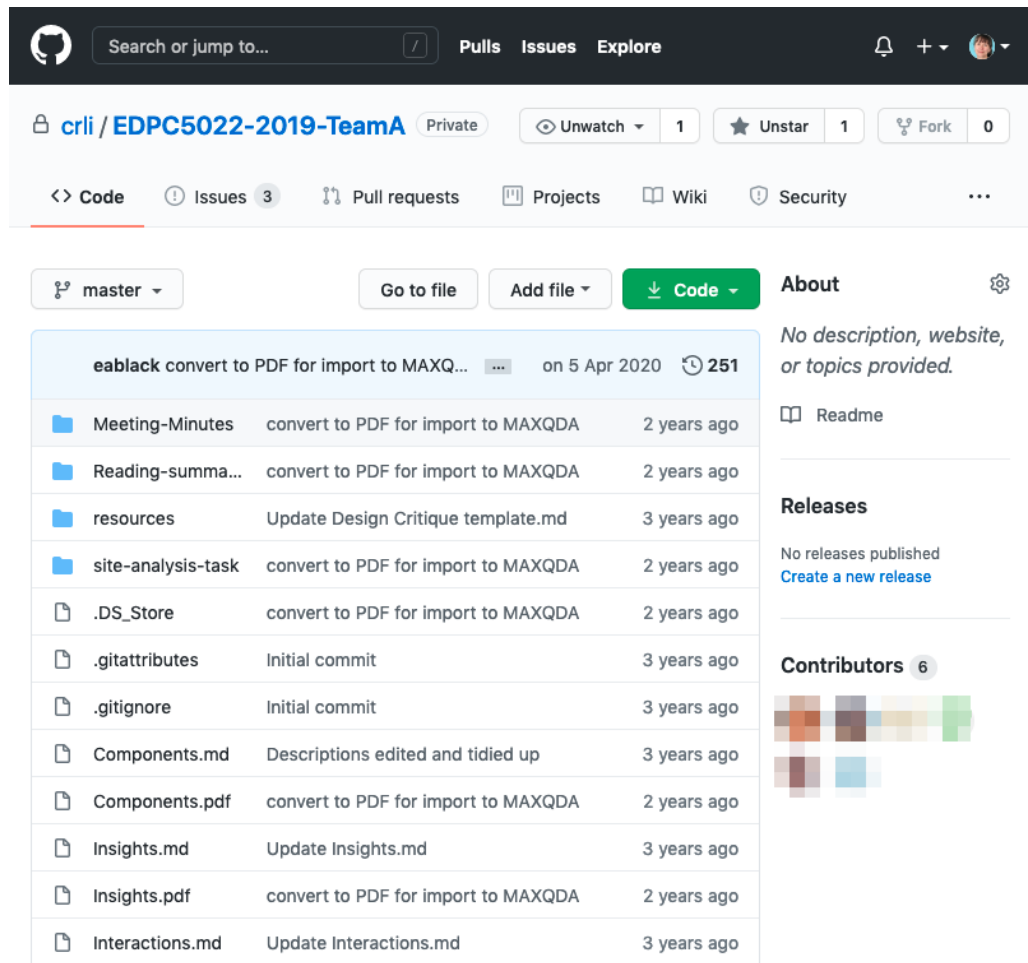 Search or jump to... / Pulls Issues Explore
crli / EDPC5022-2019-TeamA Private Unwatch 1 Unstar 1 Fork 0
Code Issues 3 Pull requests Projects Wiki Security ...
master Go to file Add file Code
About
No description, website,
or topics provided.
Readme
eablack convert to PDF for import to MAXQ... ... on 5 Apr 2020 251
Meeting-Minutes convert to PDF for import to MAXQDA 2 years ago
Reading-summa... convert to PDF for import to MAXQDA 2 years ago
resources Update Design Critique template.md 3 years ago
site-analysis-task convert to PDF for import to MAXQDA 2 years ago
.DS_Store convert to PDF for import to MAXQDA 2 years ago
.gitattributes Initial commit 3 years ago
.gitignore Initial commit 3 years ago
Components.md Descriptions edited and tidied up 3 years ago
Components.pdf convert to PDF for import to MAXQDA 2 years ago
Insights.md Update Insights.md 3 years ago
Insights.pdf convert to PDF for import to MAXQDA 2 years ago
Interactions.md Update Interactions.md 3 years ago
Releases
No releases published
Create a new release
Contributors 6